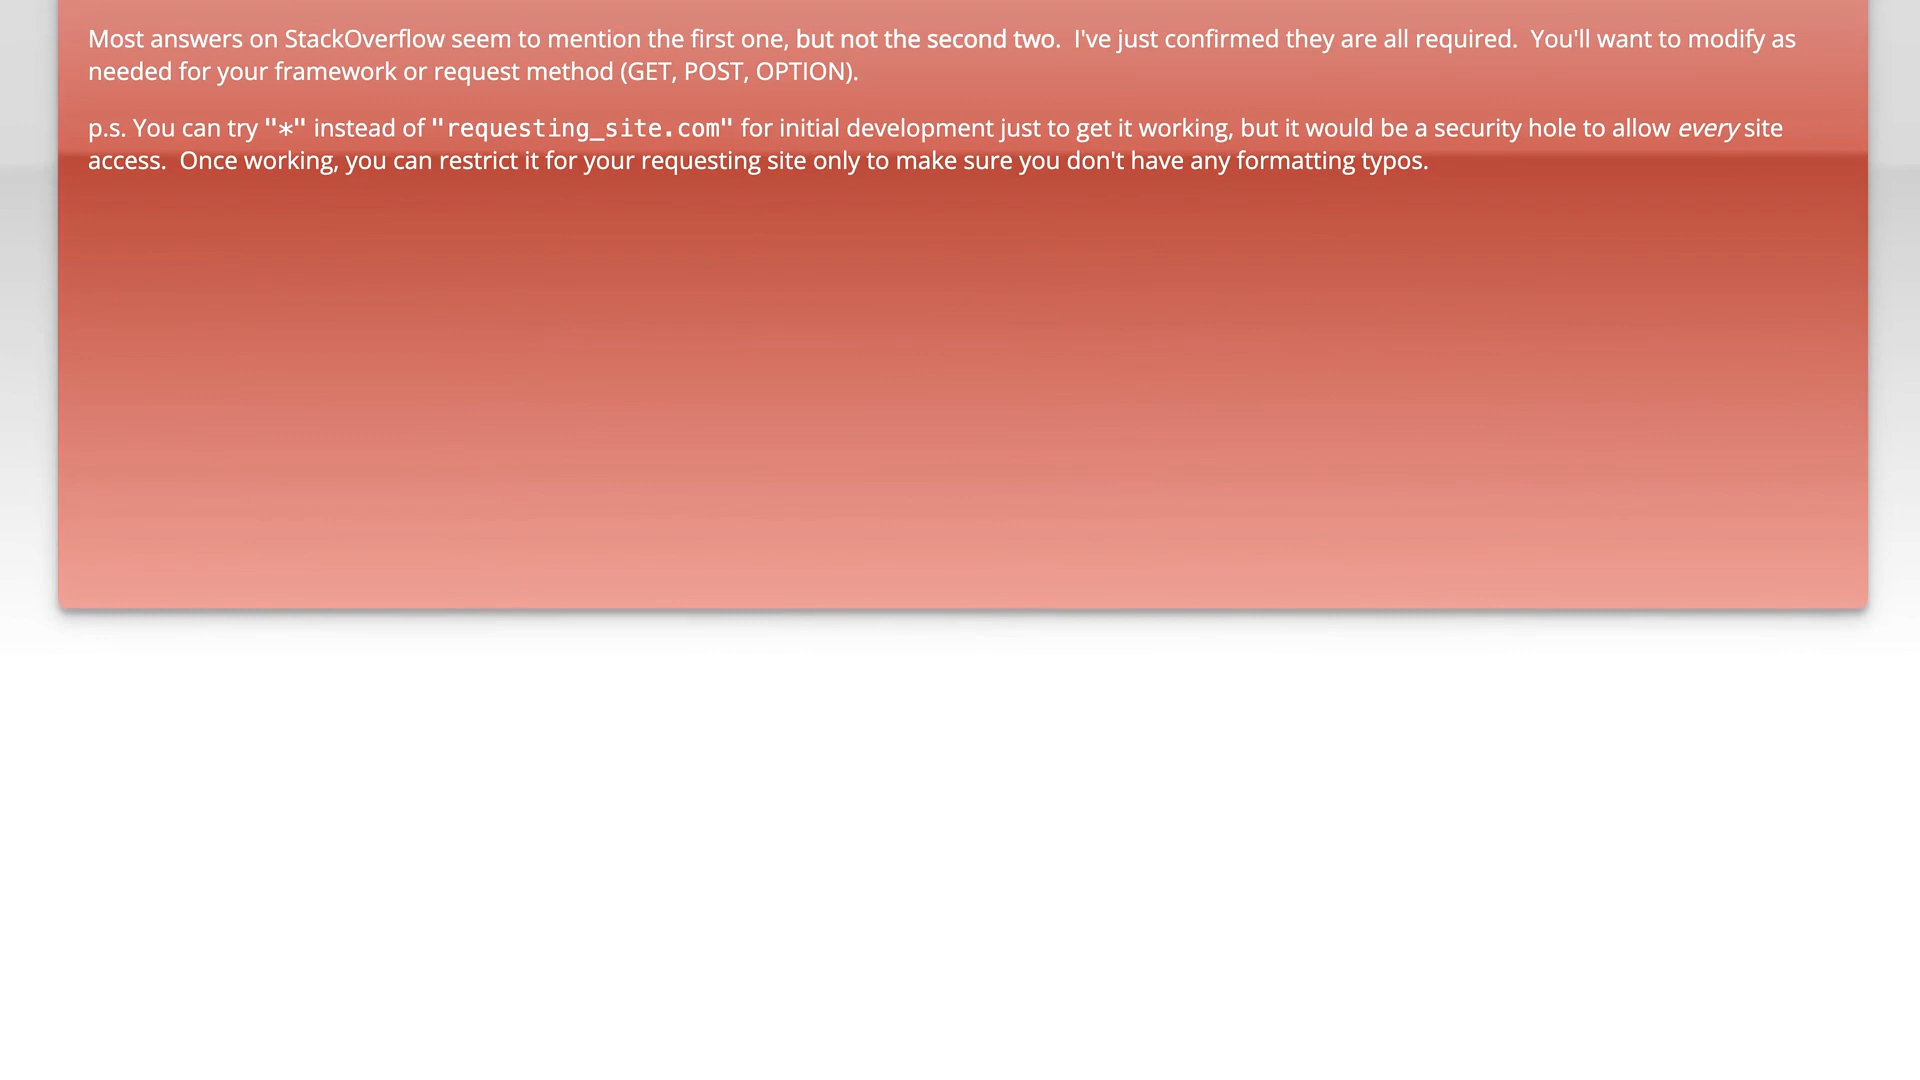 Most answers on StackOverflow seem to mention the first one, but not the second two.  I've just confirmed they are all required.  You'll want to modify as
needed for your framework or request method (GET, POST, OPTION).
p.s. You can try "*" instead of "requesting_site.com" for initial development just to get it working, but it would be a security hole to allow every site
access.  Once working, you can restrict it for your requesting site only to make sure you don't have any formatting typos.